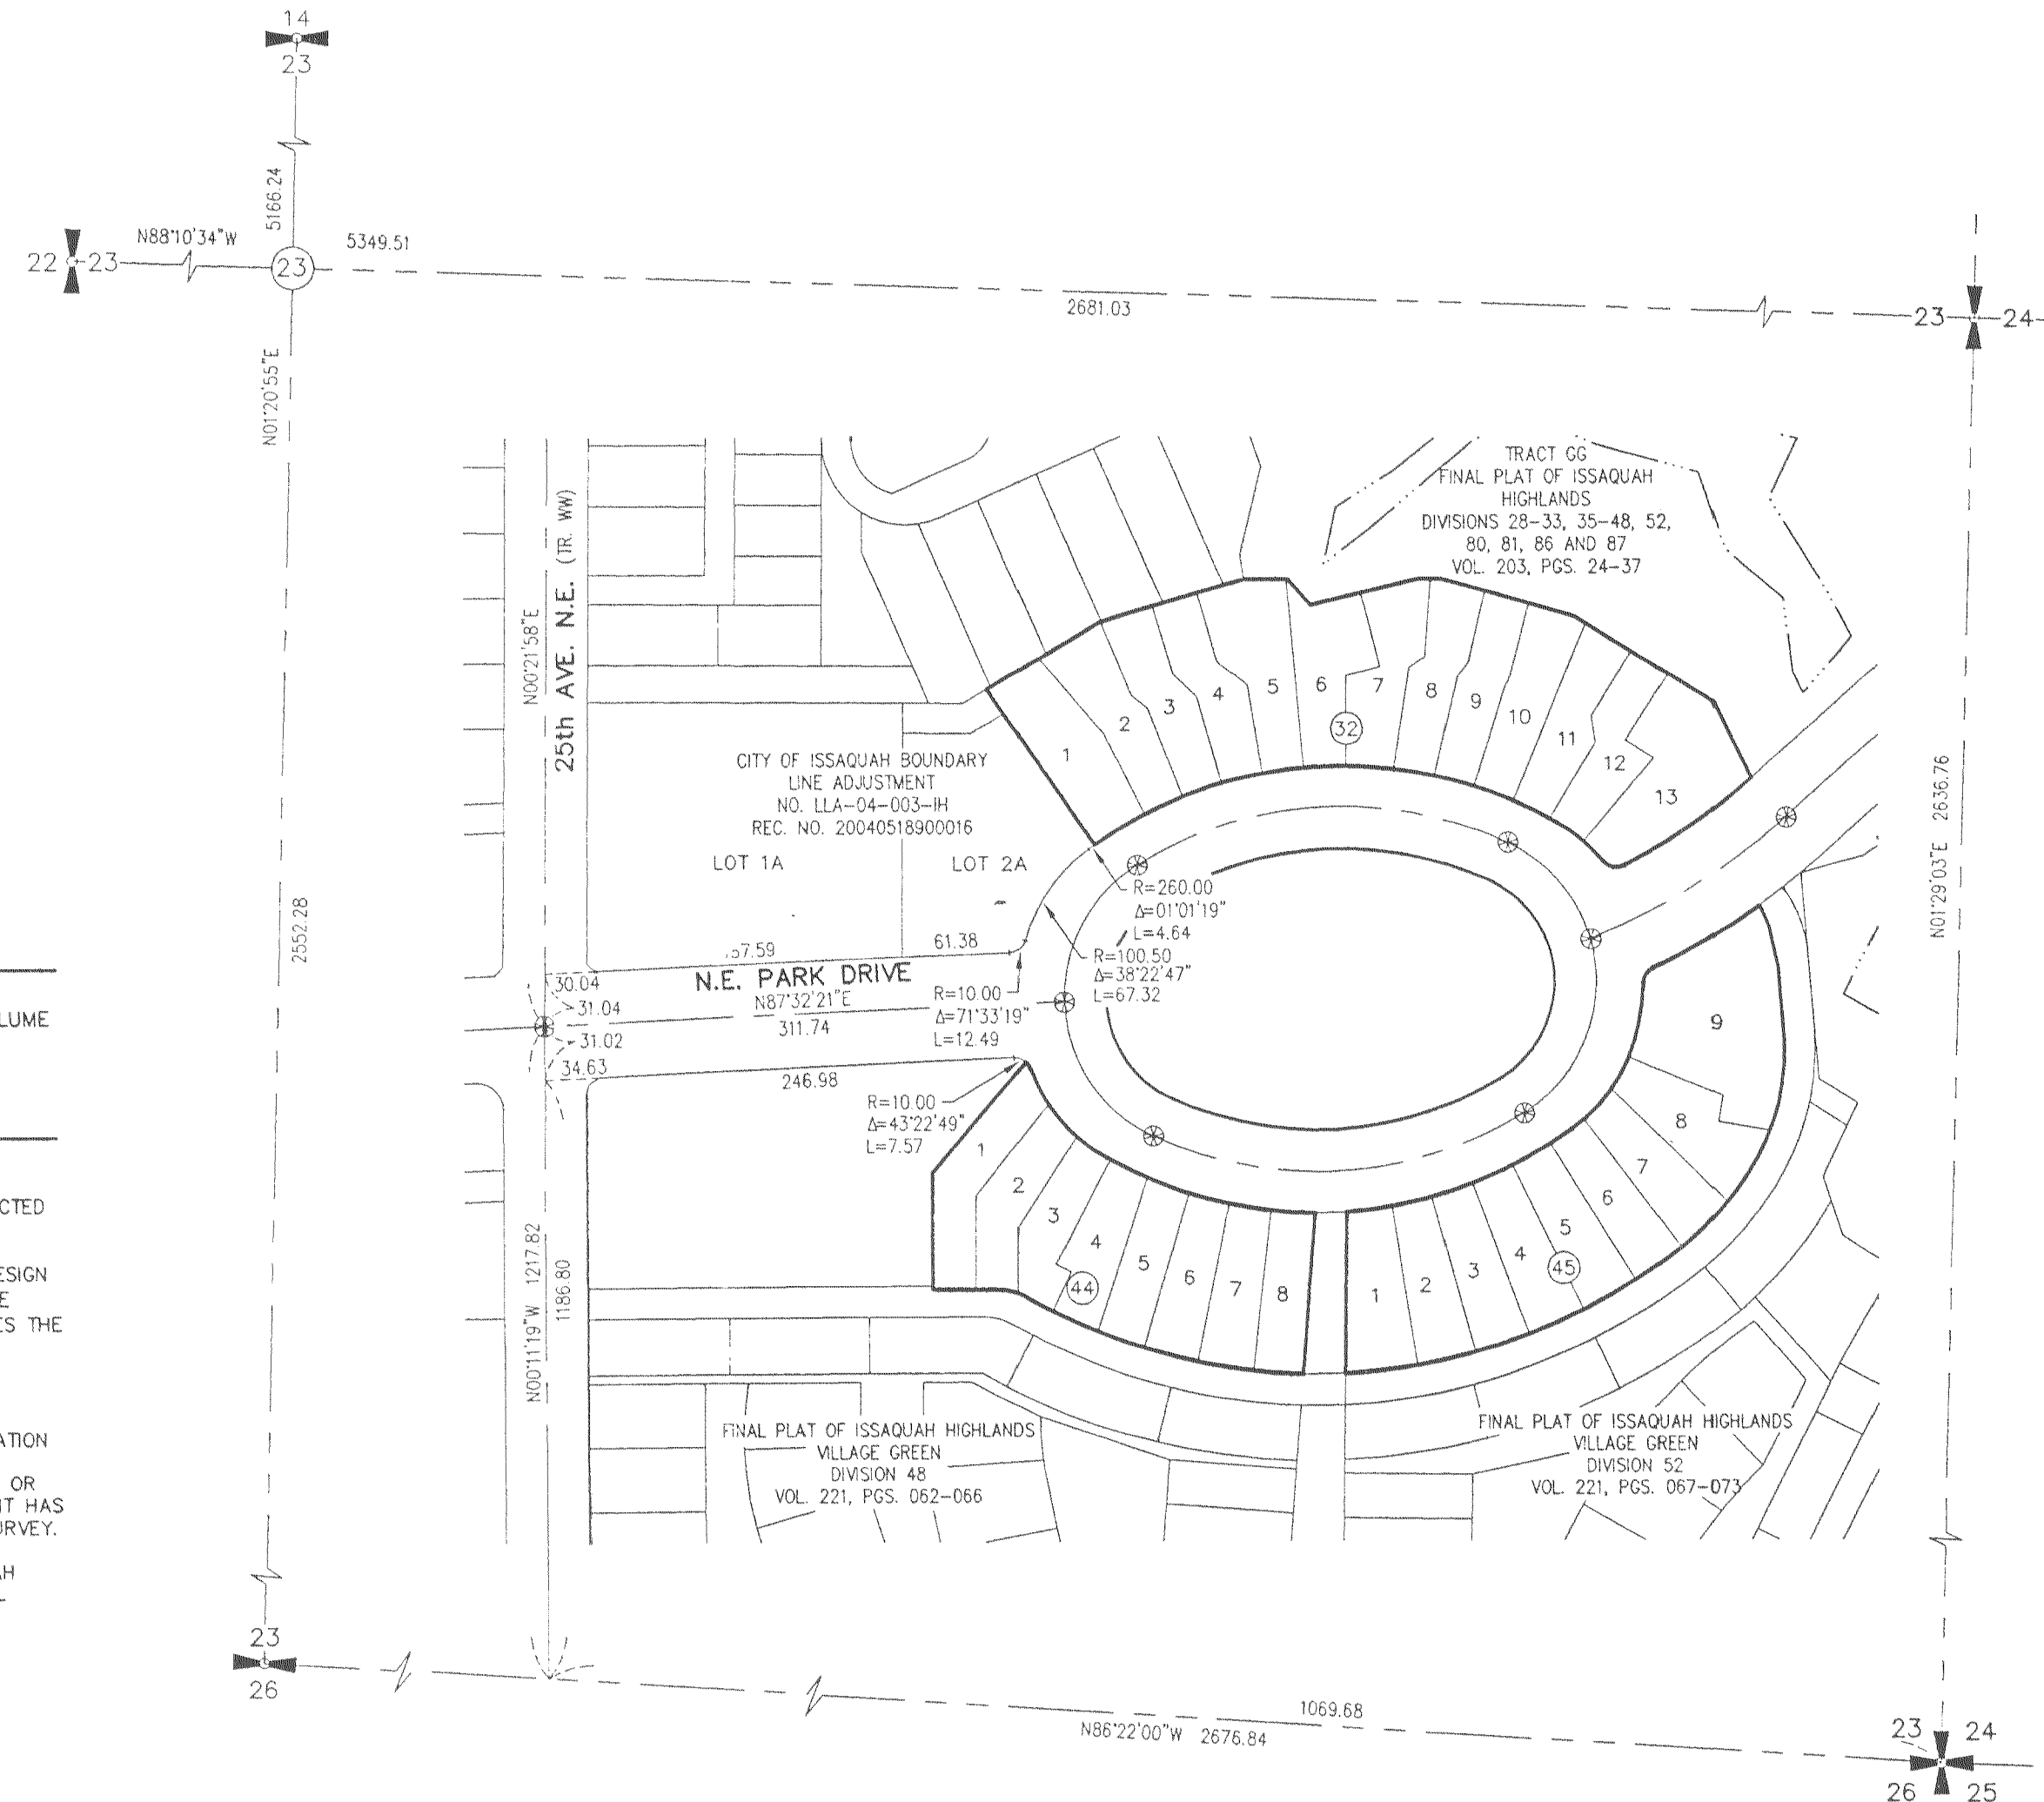 14
23
5166.24
N88°10'34"W
22
23
23
5349.51
2681.03
23
24
N01°20'55"E
2552.28
N00°21'58"E
25th AVE. N.E. (TR. WW)
TRACT GG
FINAL PLAT OF ISSAQUAH
HIGHLANDS
DIVISIONS 28-33, 35-48, 52,
80, 81, 86 AND 87
VOL. 203, PGS. 24-37
1
2
3
4
5
6
7
8
9
10
11
12
13
32
CITY OF ISSAQUAH BOUNDARY
LINE ADJUSTMENT
NO. LLA-04-003-IH
REC. NO. 20040518900016
LOT 1A
LOT 2A
R=260.00
Δ=01°01'19"
L=4.64
R=100.50
Δ=38°22'47"
L=67.32
N01°29'03"E 2636.76
57.59
61.38
N.E. PARK DRIVE
30.04
31.04
N87°32'21"E
311.74
31.02
34.63
246.98
R=10.00
Δ=71°33'19"
L=12.49
R=10.00
Δ=43°22'49"
L=7.57
1
2
3
4
5
6
7
8
44
1
2
3
4
5
6
7
8
9
45
N00°11'19"W 1217.82
1186.80
FINAL PLAT OF ISSAQUAH HIGHLANDS
VILLAGE GREEN
DIVISION 48
VOL. 221, PGS. 062-066
FINAL PLAT OF ISSAQUAH HIGHLANDS
VILLAGE GREEN
DIVISION 52
VOL. 221, PGS. 067-073
LUME
CTED
ESIGN
E
ES THE
ATION
OR
IT HAS
URVEY.
AH
23
26
1069.68
N86°22'00"W 2676.84
23
24
26
25